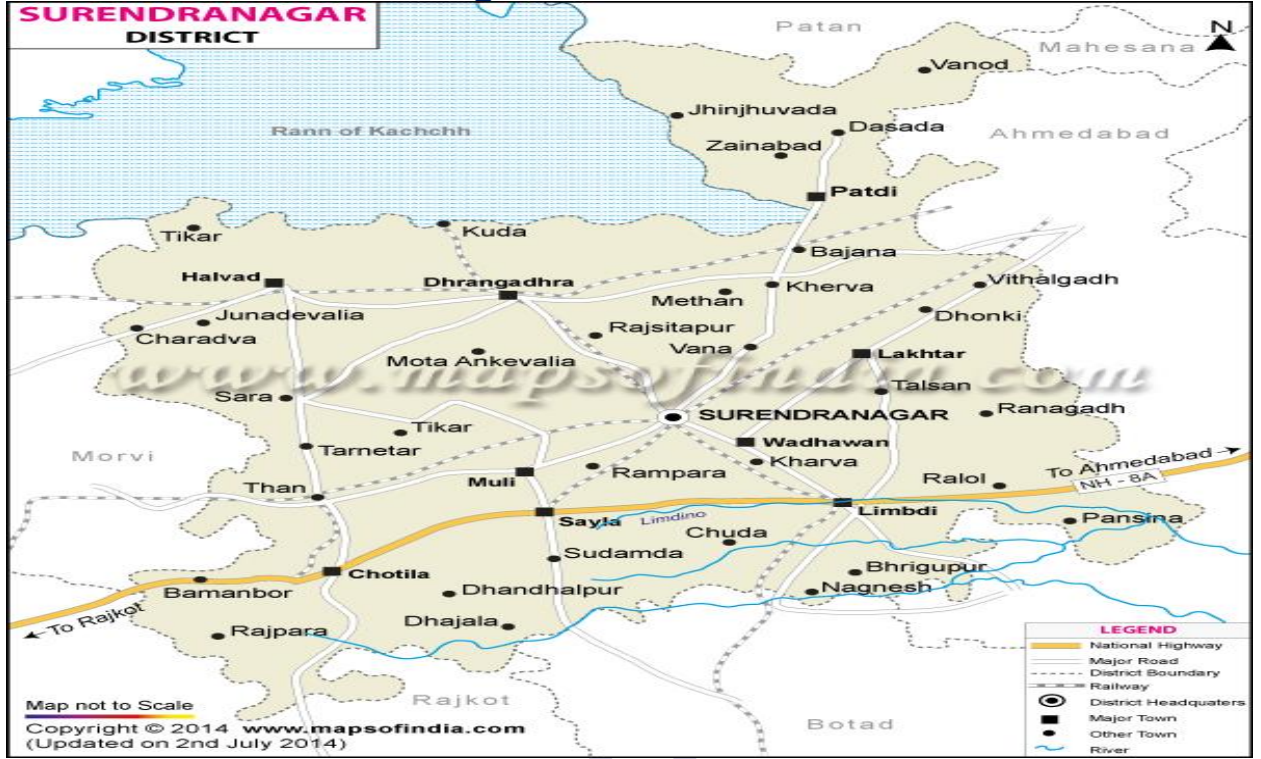 SURENDRANAGAR
DISTRICT
Patan
N
Mahesana
Vanod
Jhinjhuvada
Dasada
Rann of Kachchh
Ahmedabad
Zainabad
Patdi
Tikar
Kuda
Bajana
Halvad
Dhrangadhra
Kherva
Vithalgadh
Methan
Junadevalia
Dhonki
Charadva
Rajsitapur
Vana
Lakhtar
Mota Ankevalia
www.mapsofindia.com
Talsan
Sara
SURENDRANAGAR
Ranagadh
Tikar
Wadhawan
Tarnetar
Morvi
Kharva
To Ahmedabad
Rampara
Ralol
NH - 8A
Muli
Than
Limbdi
Sayla
Limdino
Pansina
Chuda
Sudamda
Bhrigupur
Chotila
Nagnesh
Bamanbor
Dhandhalpur
To Rajkot
Dhajala
Rajpara
LEGEND
National Highway
Major Road
District Boundary
Railway
District Headquaters
Major Town
Other Town
River
Rajkot
Botad
Map not to Scale
Copyright © 2014 www.mapsofindia.com
(Updated on 2nd July 2014)